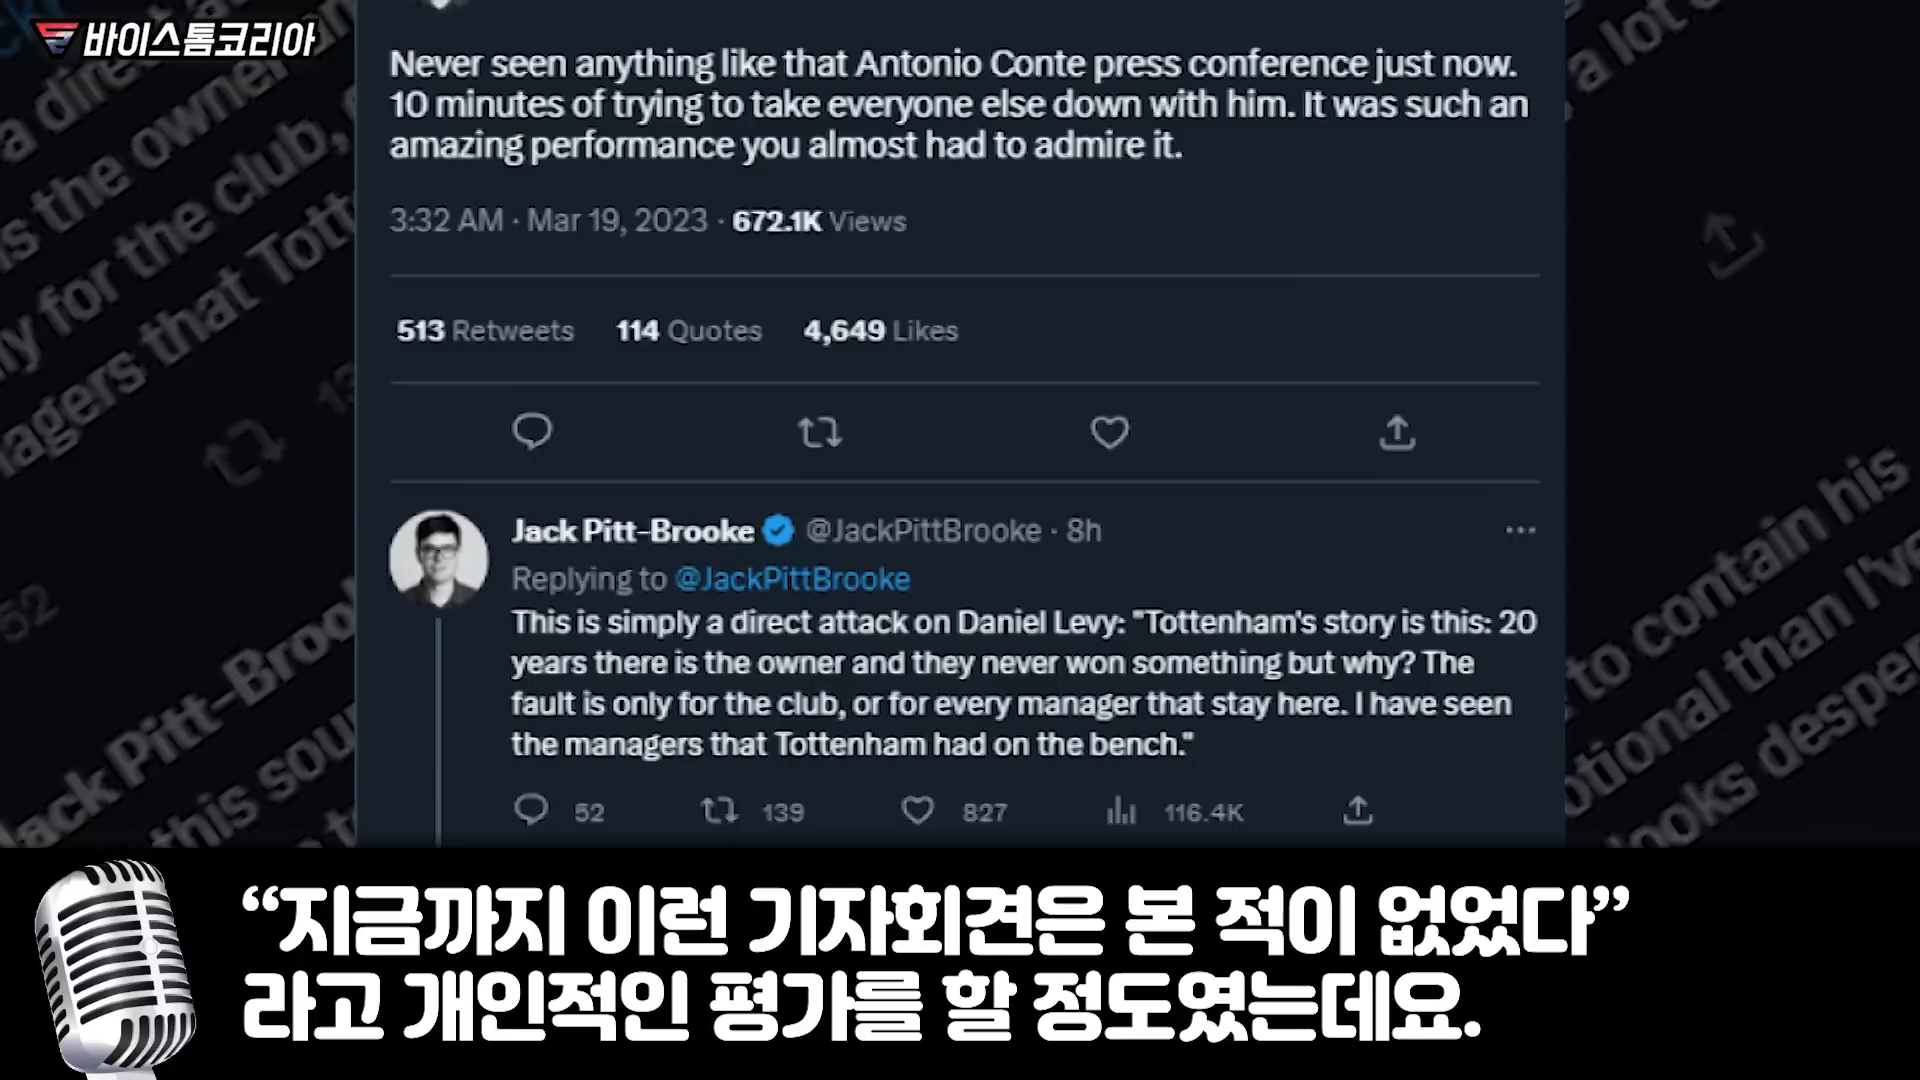 바이스톰코리아
Never seen anything like that Antonio Conte press conference just now.
10 minutes of trying to take everyone else down with him. It was such an
amazing performance you almost had to admire it.
3:32 AM · Mar 19, 2023 · 672.1K Views
513 Retweets 114 Quotes 4,649 Likes
Jack Pitt-Brooke @JackPittBrooke · 8h
Replying to @JackPittBrooke
This is simply a direct attack on Daniel Levy: "Tottenham's story is this: 20
years there is the owner and they never won something but why? The
fault is only for the club, or for every manager that stay here. I have seen
the managers that Tottenham had on the bench."
52 139 827 116.4K
“지금까지 이런 기자회견은 본 적이 없었다”
라고 개인적인 평가를 할 정도였는데요.